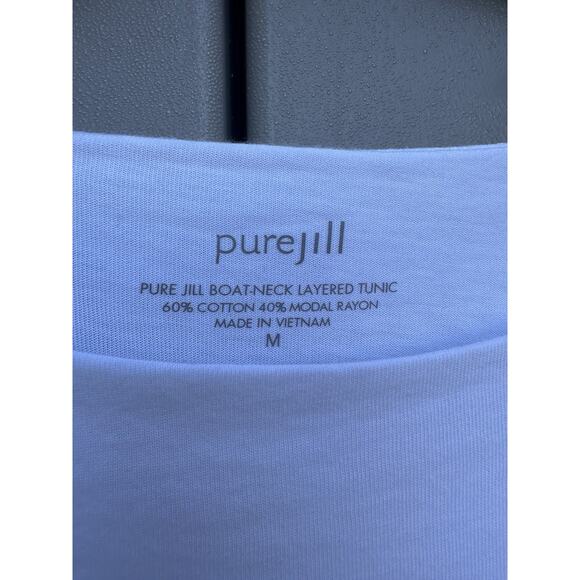 purejill
PURE JILL BOAT-NECK LAYERED TUNIC
60% COTTON 40% MODAL RAYON
MADE IN VIETNAM
M